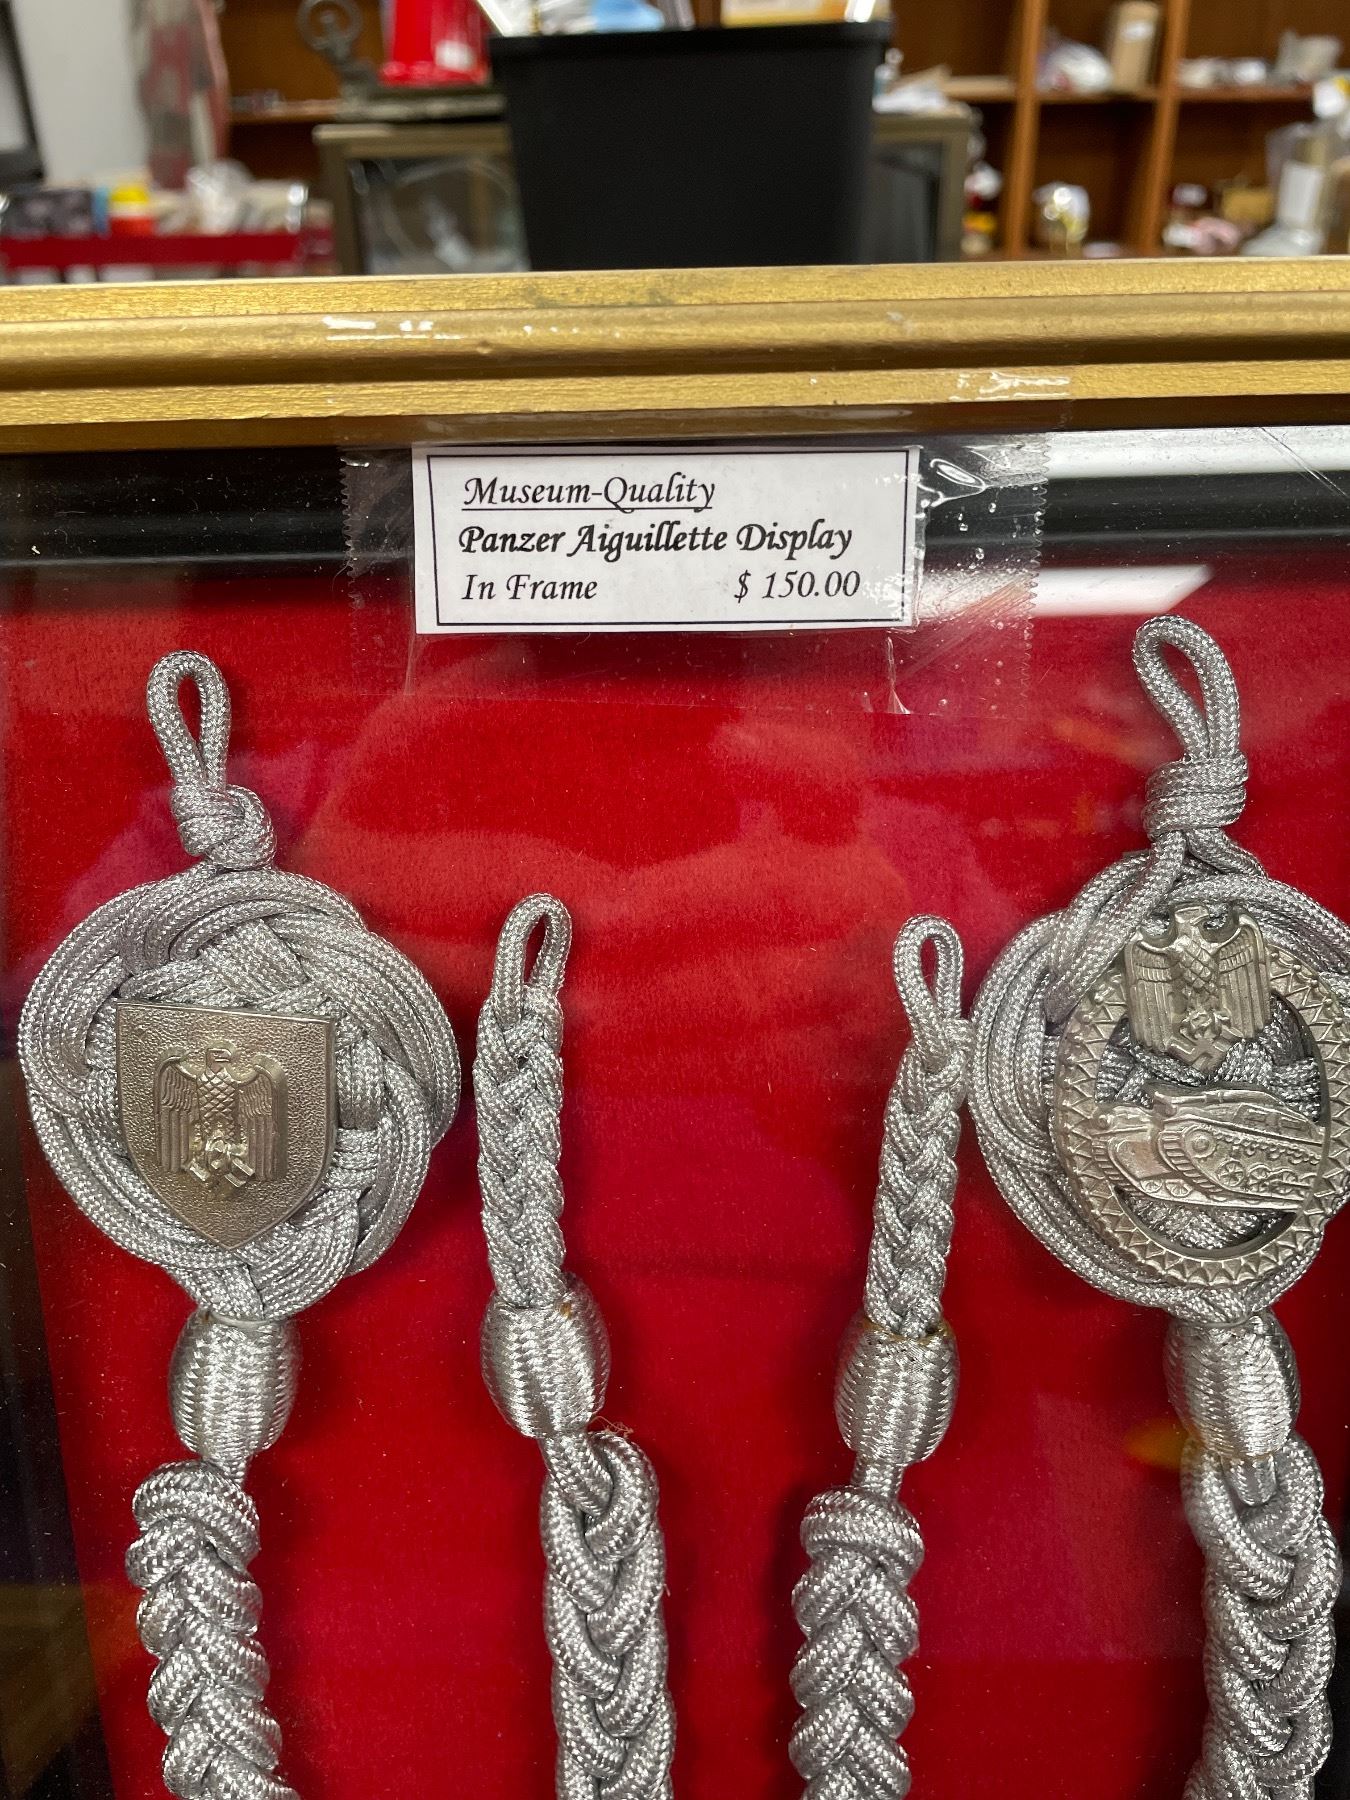 Museum-Quality
Panzer Aiguillette Display
In Frame $ 150.00